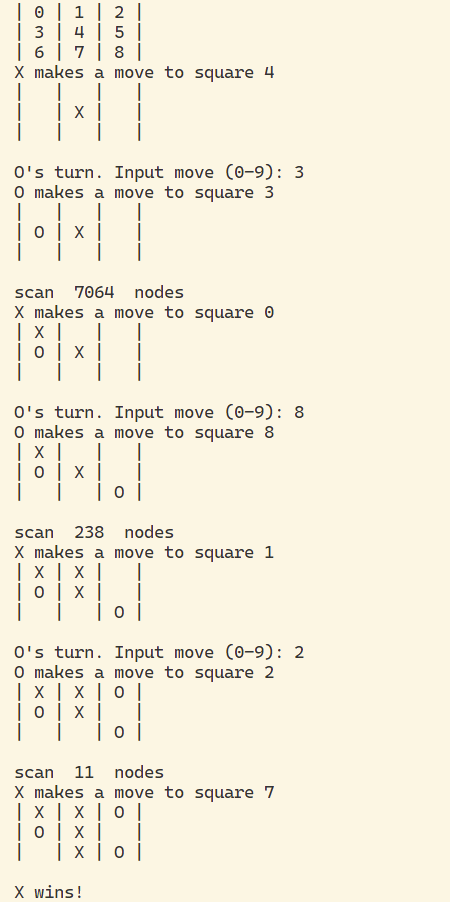 | 0 | 1 | 2 |
| 3 | 4 | 5 |
| 6 | 7 | 8 |
X makes a move to square 4
|   |   |   |
|   | X |   |
|   |   |   |

O's turn. Input move (0-9): 3
O makes a move to square 3
|   |   |   |
| O | X |   |
|   |   |   |

scan  7064  nodes
X makes a move to square 0
| X |   |   |
| O | X |   |
|   |   |   |

O's turn. Input move (0-9): 8
O makes a move to square 8
| X |   |   |
| O | X |   |
|   |   | O |

scan  238  nodes
X makes a move to square 1
| X | X |   |
| O | X |   |
|   |   | O |

O's turn. Input move (0-9): 2
O makes a move to square 2
| X | X | O |
| O | X |   |
|   |   | O |

scan  11  nodes
X makes a move to square 7
| X | X | O |
| O | X |   |
|   | X | O |

X wins!